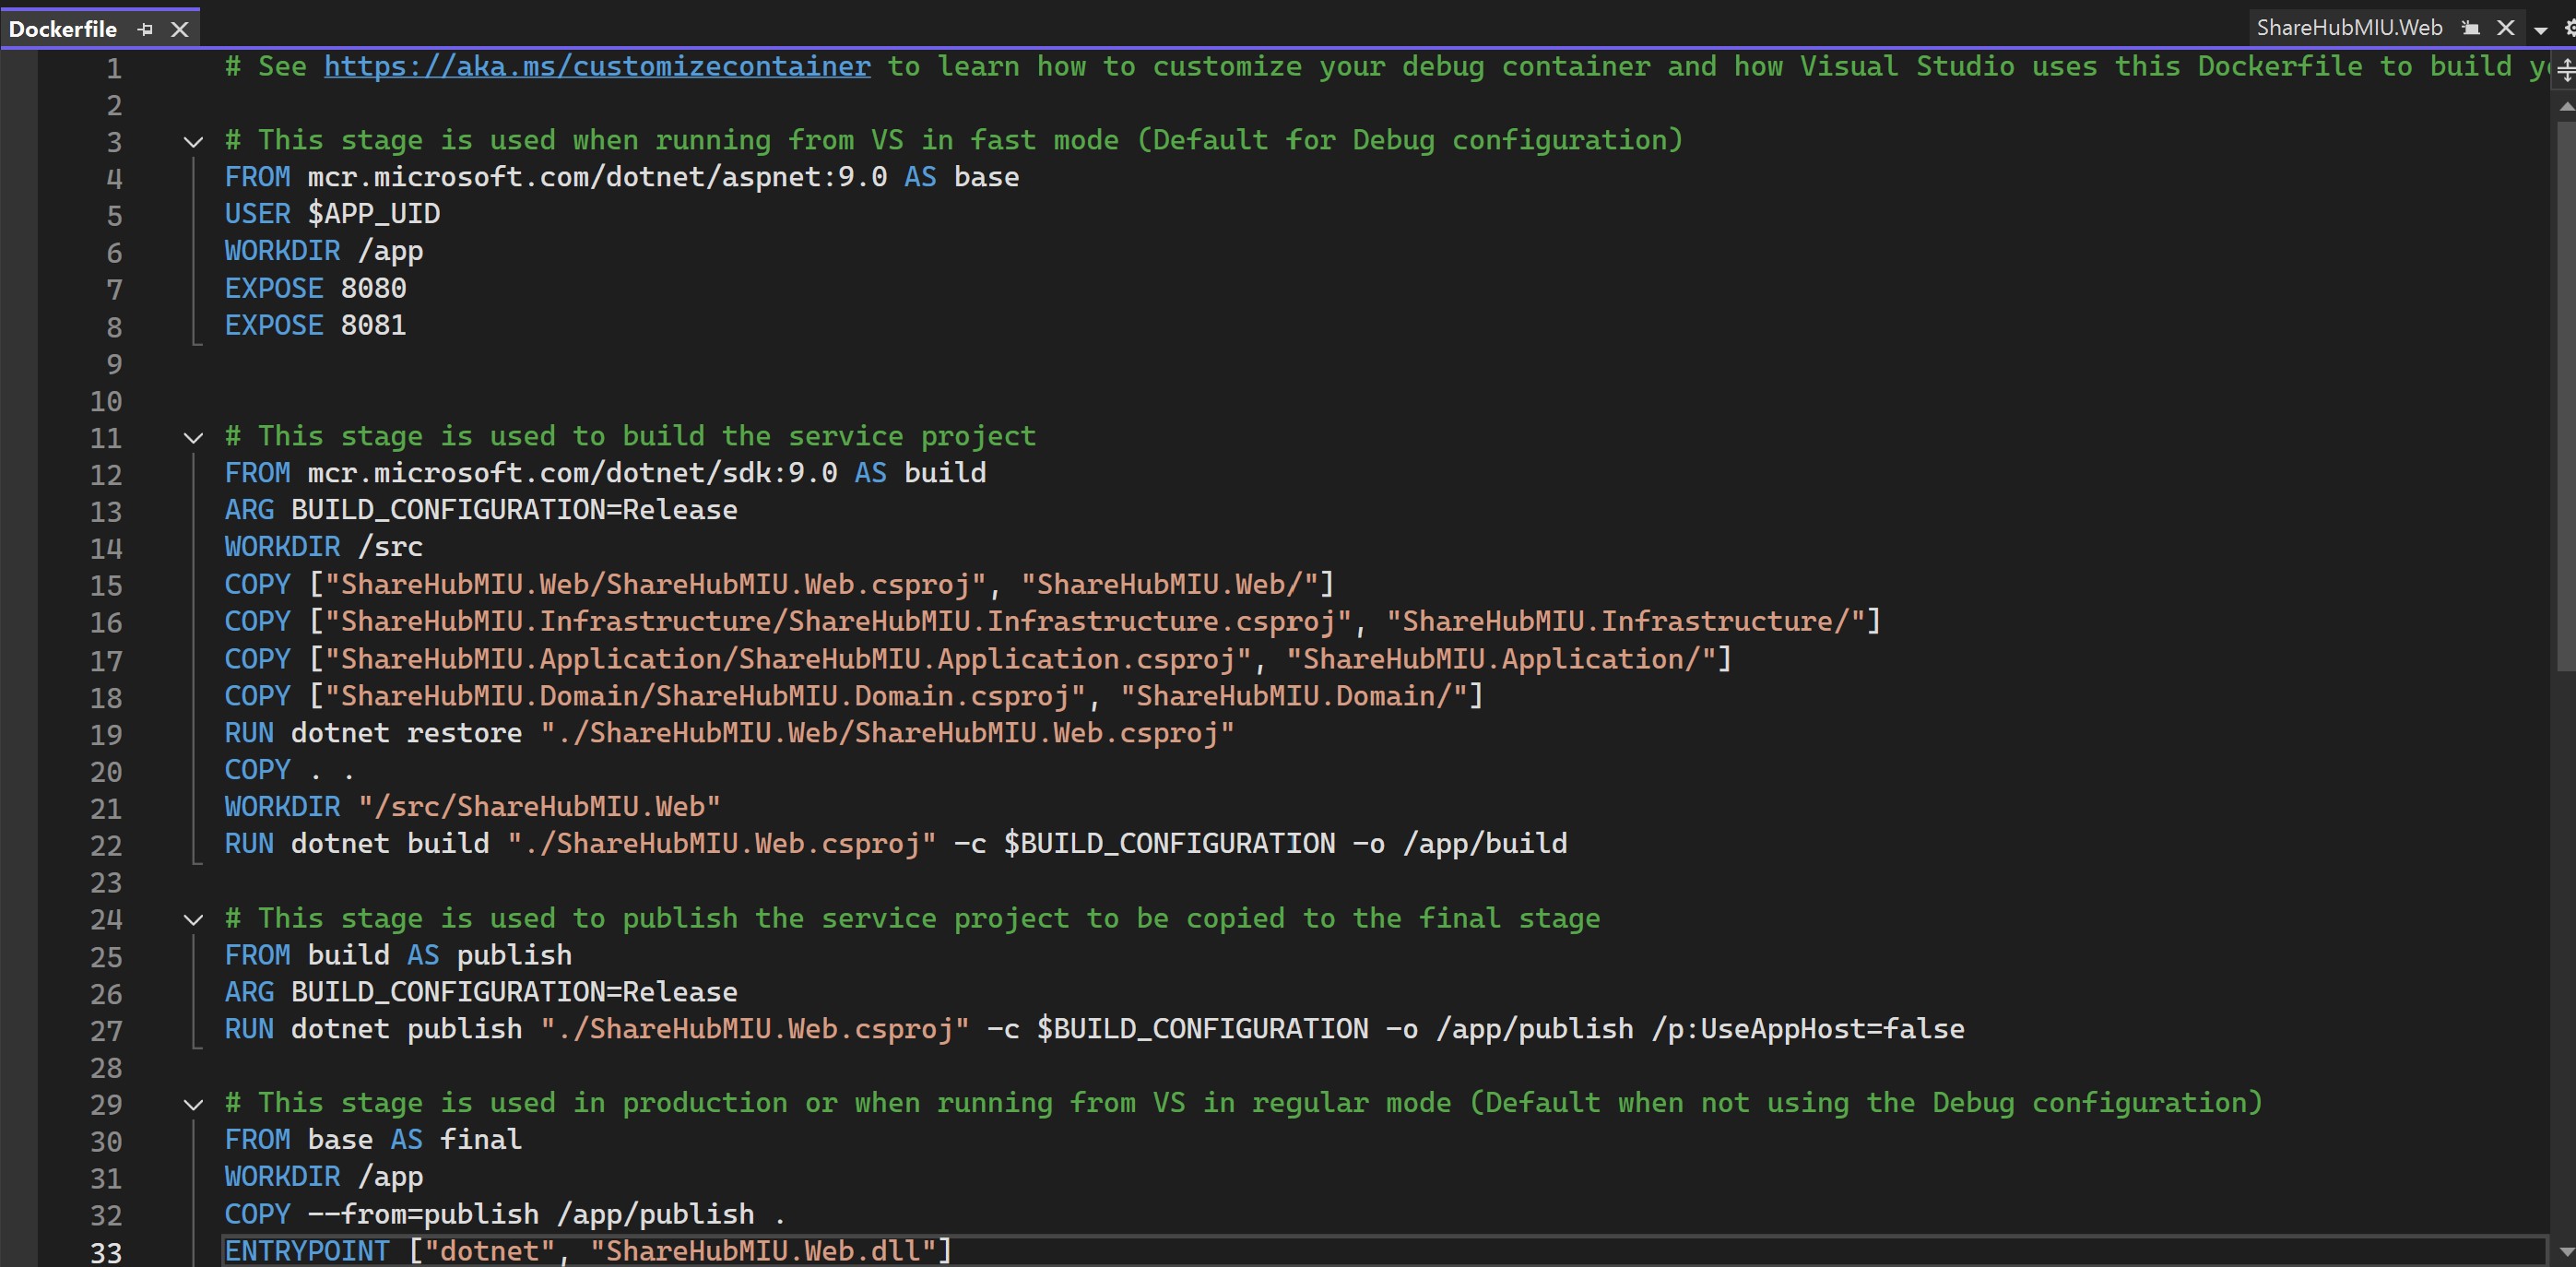 Dockerfile
ShareHubMIU.Web
1 # See https://aka.ms/customizecontainer to learn how to customize your debug container and how Visual Studio uses this Dockerfile to build
2
3 # This stage is used when running from VS in fast mode (Default for Debug configuration)
4 FROM mcr.microsoft.com/dotnet/aspnet:9.0 AS base
5 USER $APP_UID
6 WORKDIR /app
7 EXPOSE 8080
8 EXPOSE 8081
9
10
11 # This stage is used to build the service project
12 FROM mcr.microsoft.com/dotnet/sdk:9.0 AS build
13 ARG BUILD_CONFIGURATION=Release
14 WORKDIR /src
15 COPY ["ShareHubMIU.Web/ShareHubMIU.Web.csproj", "ShareHubMIU.Web/"]
16 COPY ["ShareHubMIU.Infrastructure/ShareHubMIU.Infrastructure.csproj", "ShareHubMIU.Infrastructure/"]
17 COPY ["ShareHubMIU.Application/ShareHubMIU.Application.csproj", "ShareHubMIU.Application/"]
18 COPY ["ShareHubMIU.Domain/ShareHubMIU.Domain.csproj", "ShareHubMIU.Domain/"]
19 RUN dotnet restore "./ShareHubMIU.Web/ShareHubMIU.Web.csproj"
20 COPY . .
21 WORKDIR "/src/ShareHubMIU.Web"
22 RUN dotnet build "./ShareHubMIU.Web.csproj" -c $BUILD_CONFIGURATION -o /app/build
23
24 # This stage is used to publish the service project to be copied to the final stage
25 FROM build AS publish
26 ARG BUILD_CONFIGURATION=Release
27 RUN dotnet publish "./ShareHubMIU.Web.csproj" -c $BUILD_CONFIGURATION -o /app/publish /p:UseAppHost=false
28
29 # This stage is used in production or when running from VS in regular mode (Default when not using the Debug configuration)
30 FROM base AS final
31 WORKDIR /app
32 COPY --from=publish /app/publish .
33 ENTRYPOINT ["dotnet", "ShareHubMIU.Web.dll"]